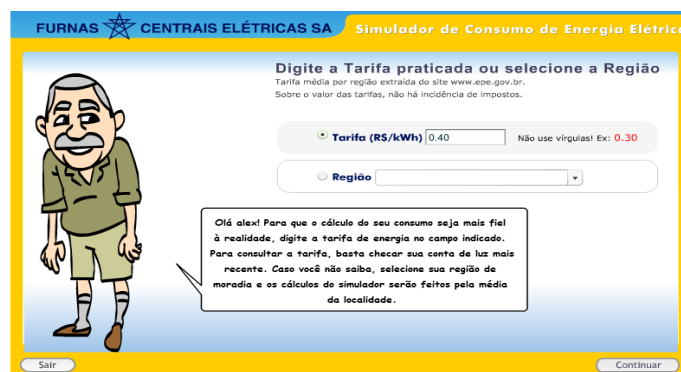 FURNAS CENTRAIS ELÉTRICAS SA
Simulador de Consumo de Energia Elétric
Digite a Tarifa praticada ou selecione a Região
Tarifa média por região extraída do site www.epe.gov.br.
Sobre o valor das tarifas, não há incidência de impostos.
Tarifa (R$/kWh) 0.40 Não use vírgulas! Ex: 0.30
Região
Olá alex! Para que o cálculo do seu consumo seja mais fiel
à realidade, digite a tarifa de energia no campo indicado.
Para consultar a tarifa, basta checar sua conta de luz mais
recente. Caso você não saiba, selecione sua região de
moradia e os cálculos do simulador serão feitos pela média
da localidade.
Sair
Continuar